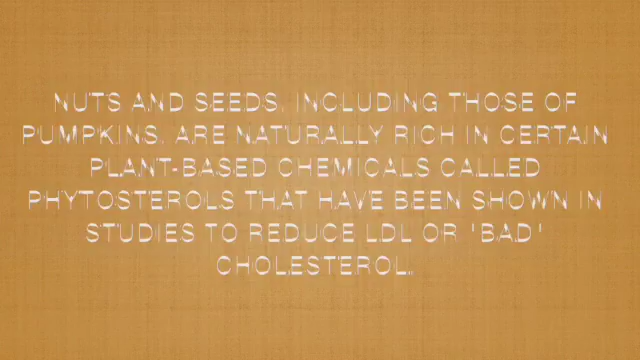 NUTS AND SEEDS, INCLUDING THOSE OF
PUMPKINS, ARE NATURALLY RICH IN CERTAIN
PLANT-BASED CHEMICALS CALLED
PHYTOSTEROLS THAT HAVE BEEN SHOWN IN
STUDIES TO REDUCE LDL OR 'BAD'
CHOLESTEROL.